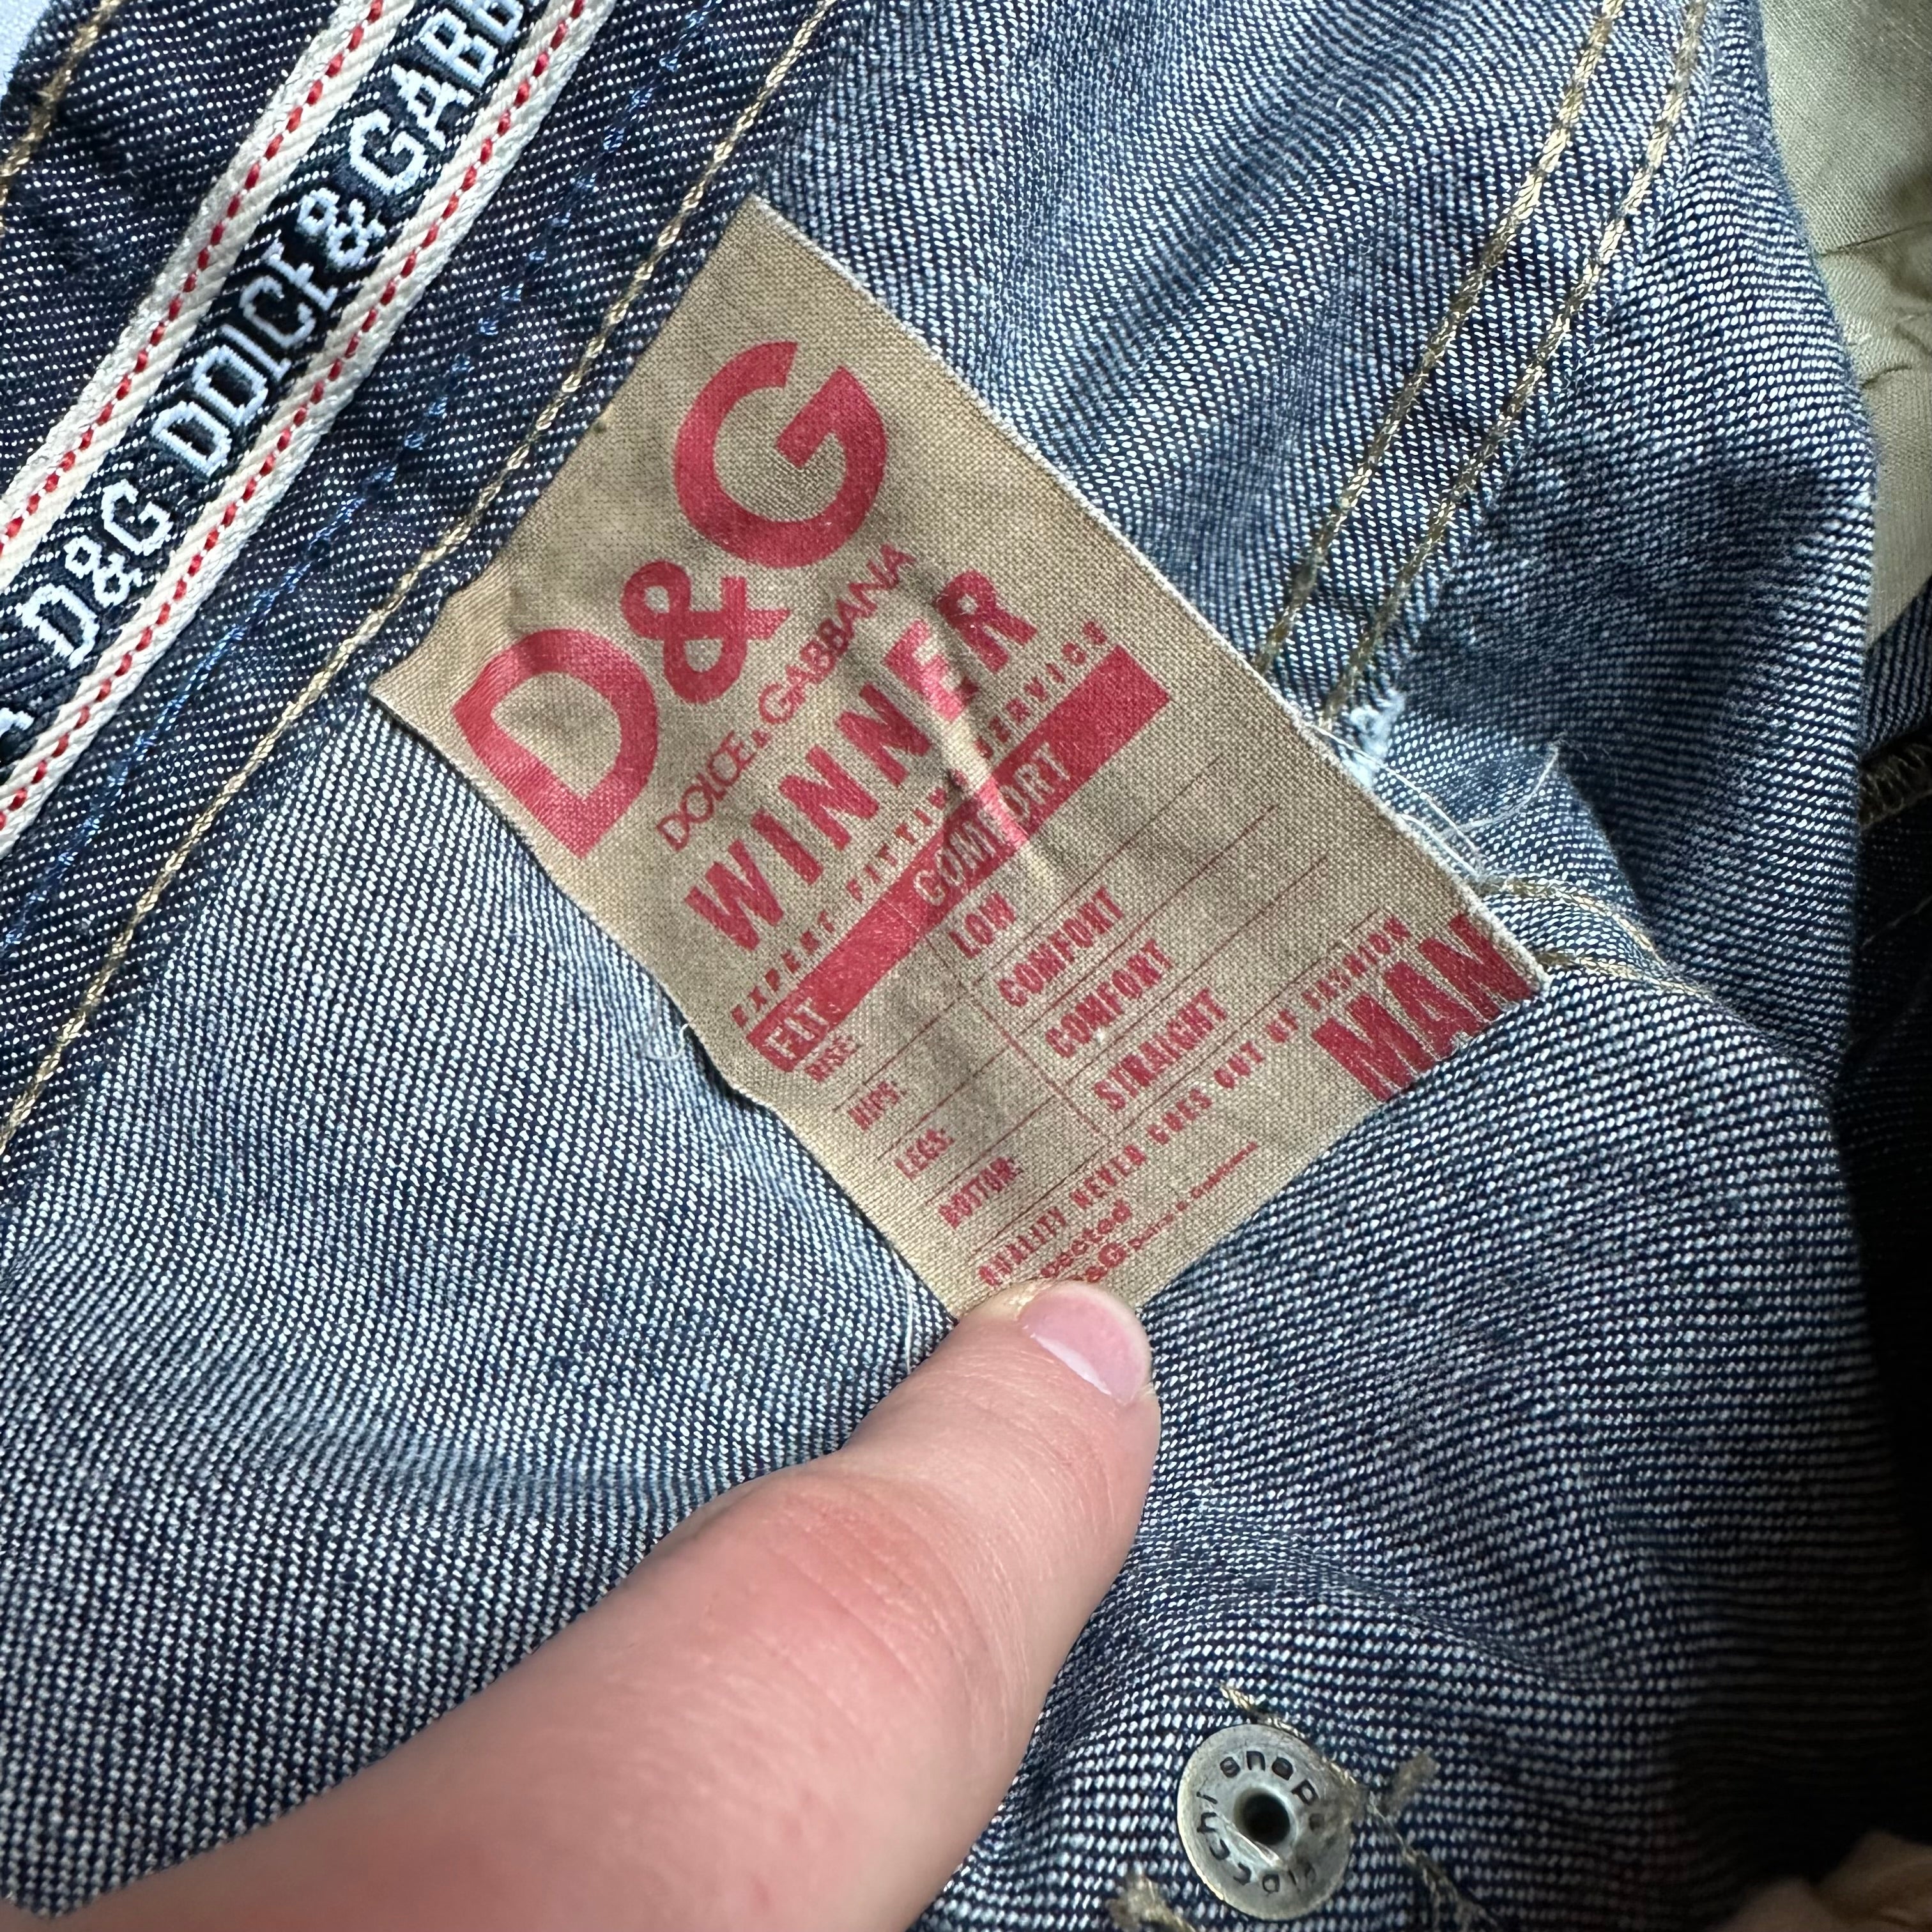 D&G DOLCE & GABB
D&G
DOLCE & GABBANA
WINNER
EXPERT FITTING SERVICE
FIT: COMFORT
RISE: LOW
HIPS: COMFORT
LEGS: COMFORT
BOTTOM: STRAIGHT
QUALITY NEVER GOES OUT OF FASHION
MAN
Dolce & Gabbana
snaps